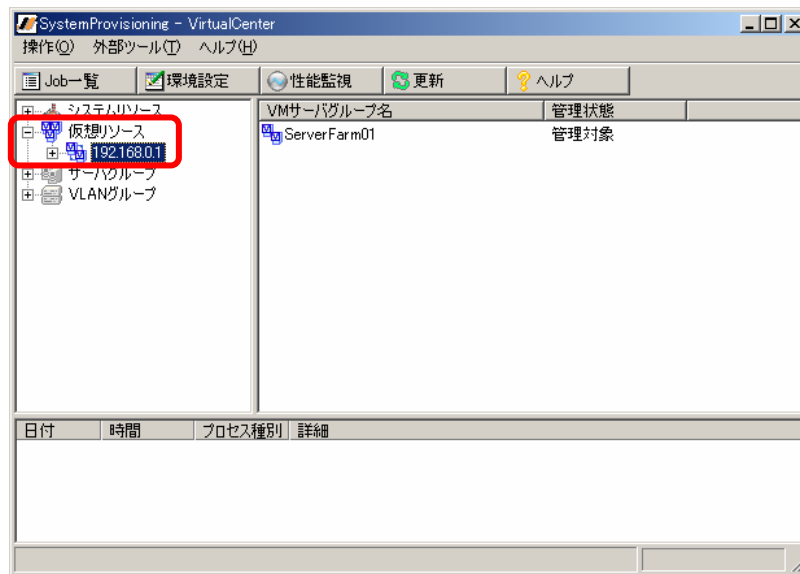 SystemProvisioning - VirtualCenter
操作(O) 外部ツール(T) ヘルプ(H)
Job一覧 環境設定 性能監視 更新 ヘルプ
システムリソース
仮想リソース
192.168.0.1
サーバグループ
VLANグループ
VMサーバグループ名 管理状態
ServerFarm01 管理対象
日付 時間 プロセス種別 詳細